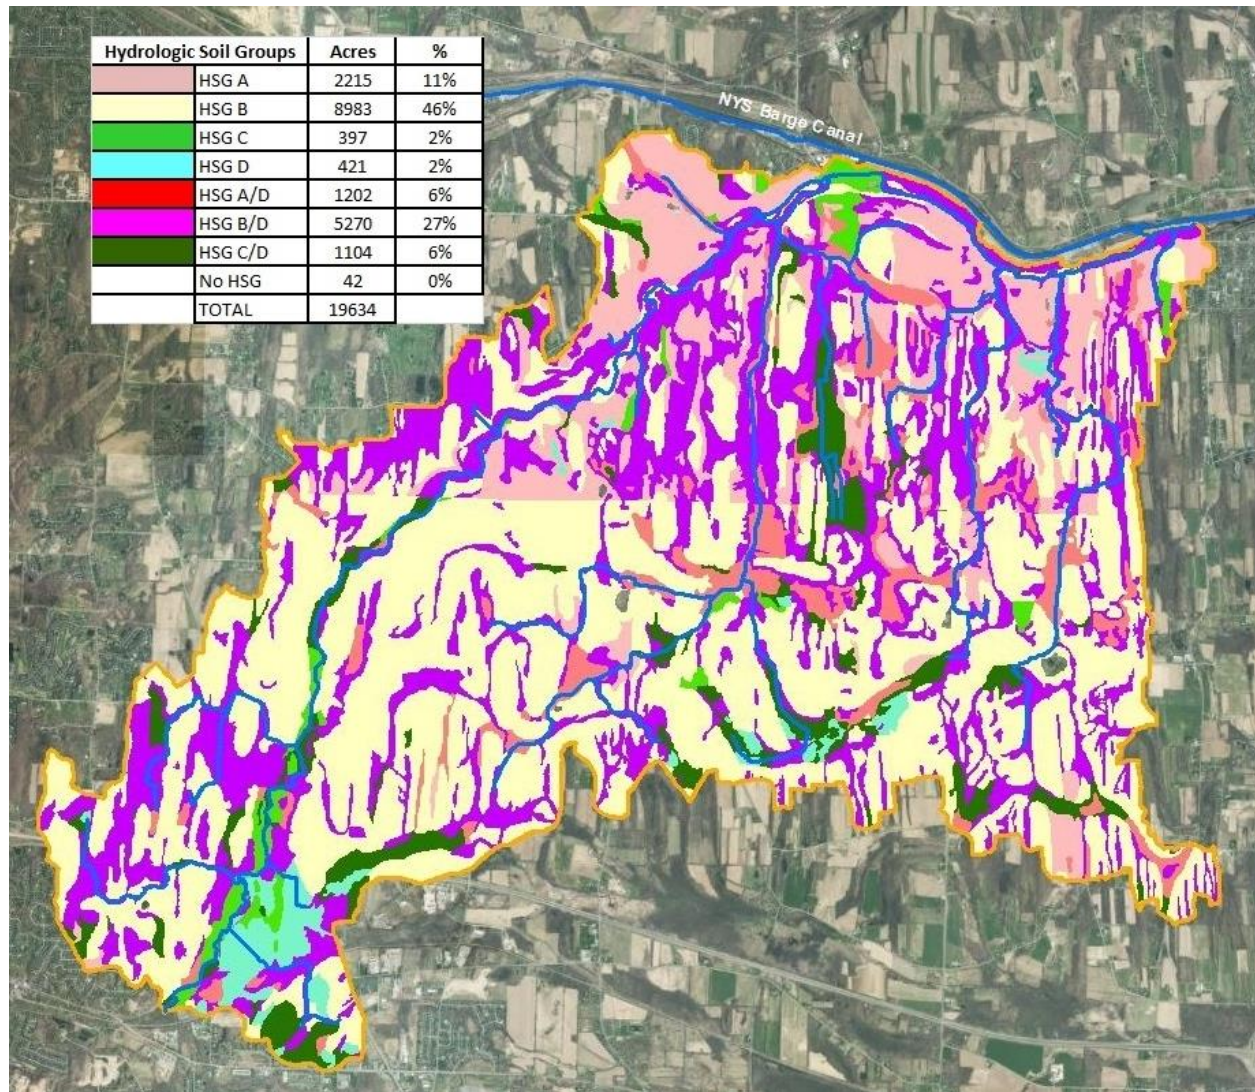 Hydrologic Soil Groups Acres %
HSG A 2215 11%
HSG B 8983 46%
HSG C 397 2%
HSG D 421 2%
HSG A/D 1202 6%
HSG B/D 5270 27%
HSG C/D 1104 6%
No HSG 42 0%
TOTAL 19634
NYS Barge Canal